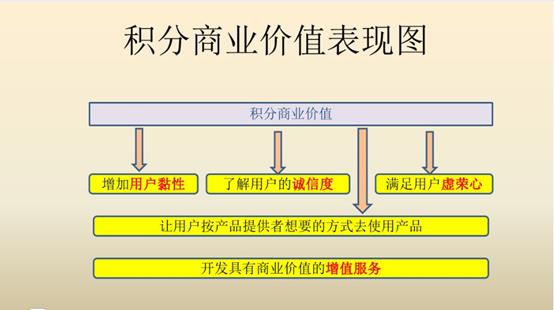 积分商业价值表现图
积分商业价值
增加用户黏性
了解用户的诚信度
满足用户虚荣心
让用户按产品提供者想要的方式去使用产品
开发具有商业价值的增值服务